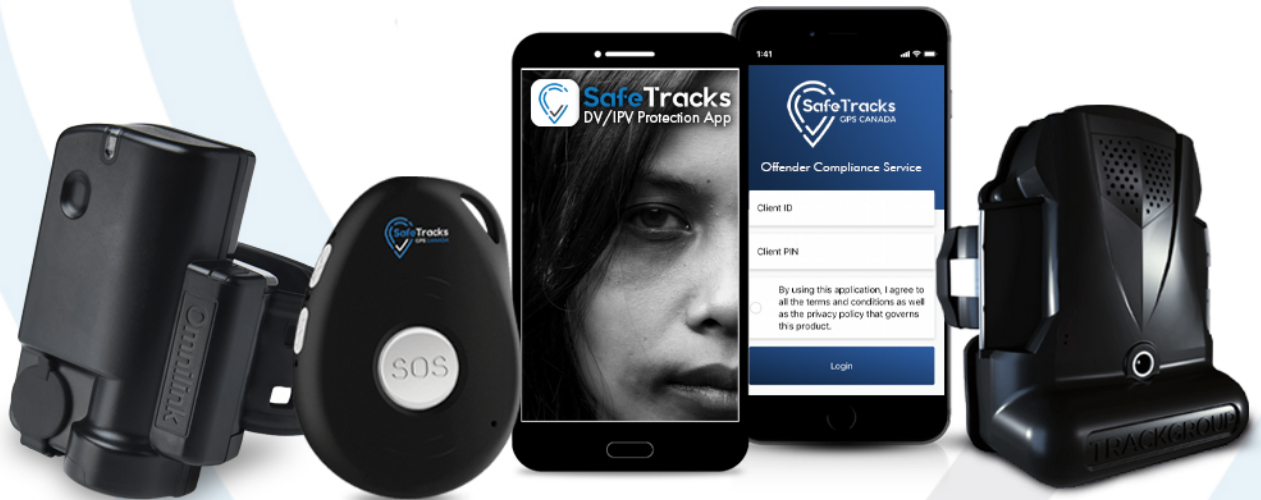 Omnilink
SafeTracks
GPS CANADA
SOS
SafeTracks
DV/IPV Protection App
1:41
SafeTracks
GPS CANADA
Offender Compliance Service
Client ID
Client PIN
By using this application, I agree to
all the terms and conditions as well
as the privacy policy that governs
this product.
Login
TRACKGROUP